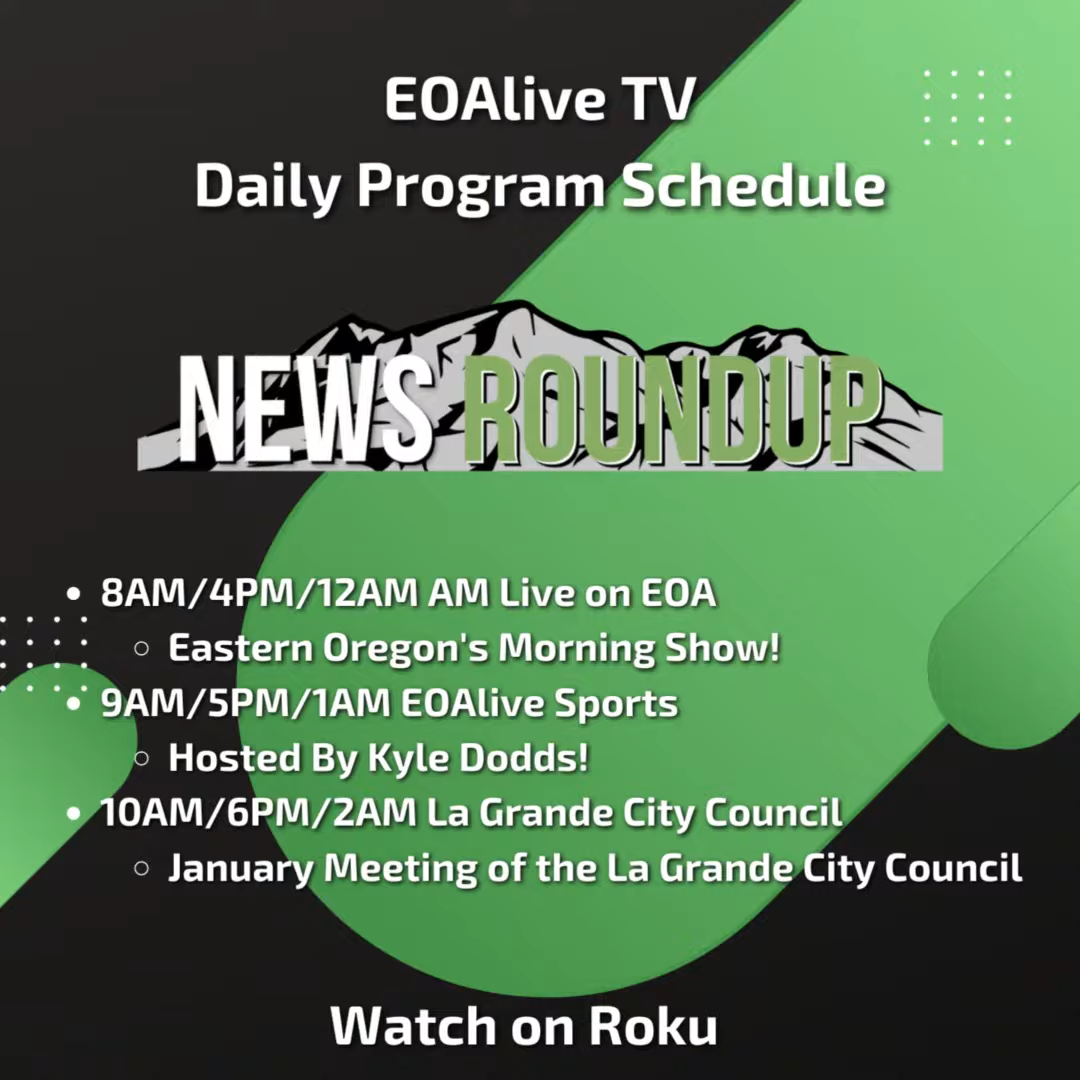 EOAlive TV
Daily Program Schedule
NEWS ROUNDUP
• 8AM/4PM/12AM AM Live on EOA
○ Eastern Oregon's Morning Show!
• 9AM/5PM/1AM EOAlive Sports
○ Hosted By Kyle Dodds!
• 10AM/6PM/2AM La Grande City Council
○ January Meeting of the La Grande City Council
Watch on Roku